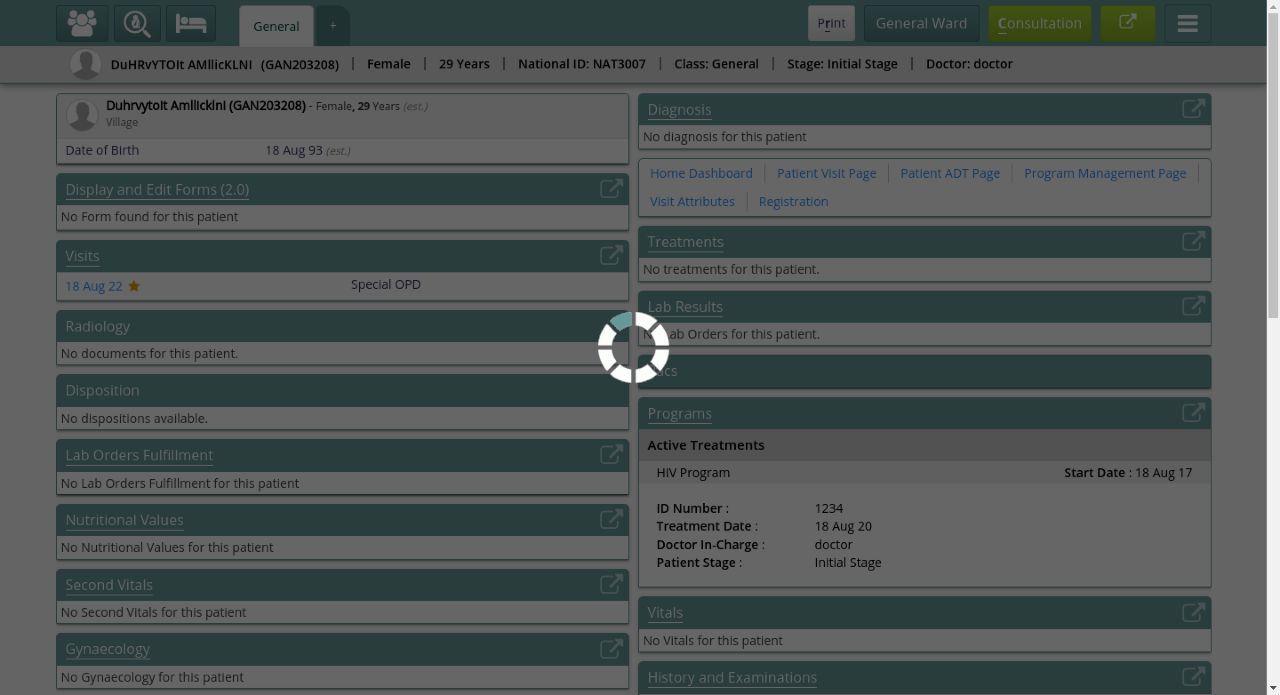 General
+
Print
General Ward
Consultation
DuHRvYTOIt AMIlicKLNI (GAN203208) | Female | 29 Years | National ID: NAT3007 | Class: General | Stage: Initial Stage | Doctor: doctor
Duhrvytoit Amllicklni (GAN203208) - Female, 29 Years (est.)
Village
Date of Birth 18 Aug 93 (est.)
Display and Edit Forms (2.0)
No Form found for this patient
Visits
18 Aug 22 Special OPD
Radiology
No documents for this patient.
Disposition
No dispositions available.
Lab Orders Fulfillment
No Lab Orders Fulfillment for this patient
Nutritional Values
No Nutritional Values for this patient
Second Vitals
No Second Vitals for this patient
Gynaecology
No Gynaecology for this patient
Diagnosis
No diagnosis for this patient
Home Dashboard | Patient Visit Page | Patient ADT Page | Program Management Page |
Visit Attributes | Registration
Treatments
No treatments for this patient.
Lab Results
No Lab Orders for this patient.
Programs
Active Treatments
HIV Program Start Date : 18 Aug 17
ID Number : 1234
Treatment Date : 18 Aug 20
Doctor In-Charge : doctor
Patient Stage : Initial Stage
Vitals
No Vitals for this patient
History and Examinations